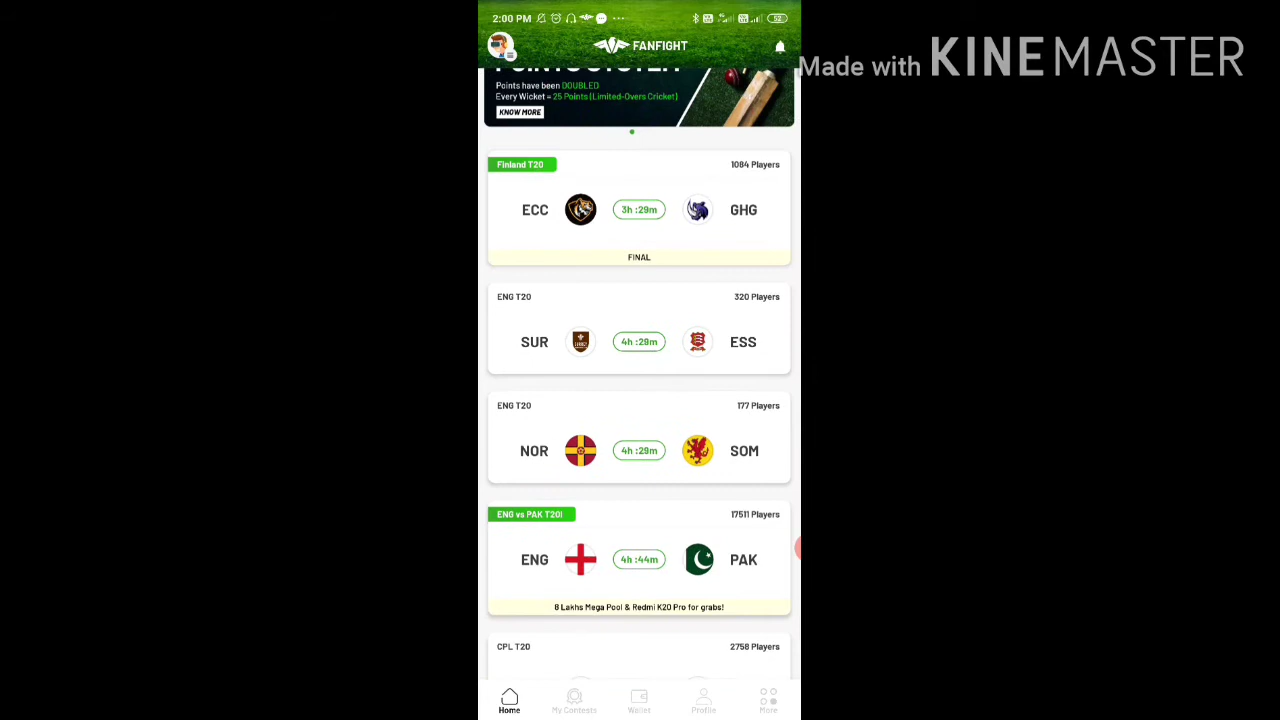 2:00 PM
52
FANFIGHT
Made with KINEMASTER
Points have been DOUBLED
Every Wicket = 25 Points (Limited-Overs Cricket)
KNOW MORE
Finland T20 1084 Players
ECC 3h :29m GHG
FINAL
ENG T20 320 Players
SUR 4h :29m ESS
ENG T20 177 Players
NOR 4h :29m SOM
ENG vs PAK T20I 17511 Players
ENG 4h :44m PAK
8 Lakhs Mega Pool & Redmi K20 Pro for grabs!
CPL T20 2758 Players
Home My Contests Wallet Profile More